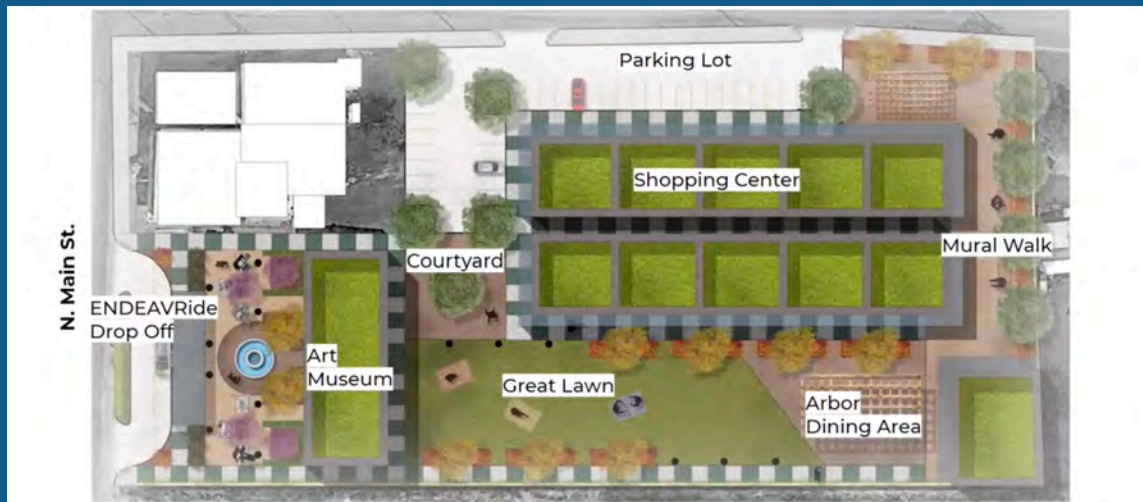 Parking Lot
Shopping Center
N. Main St.
Courtyard
Mural Walk
ENDEAVRide
Drop Off
Art
Museum
Great Lawn
Arbor
Dining Area